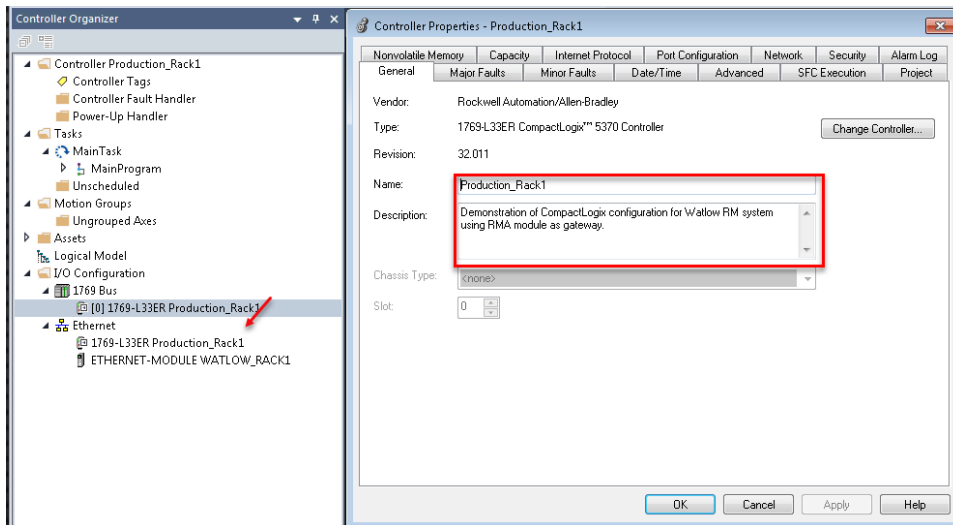 Controller Organizer
Controller Production_Rack1
Controller Tags
Controller Fault Handler
Power-Up Handler
Tasks
MainTask
MainProgram
Unscheduled
Motion Groups
Ungrouped Axes
Assets
Logical Model
I/O Configuration
1769 Bus
[0] 1769-L33ER Production_Rack1
Ethernet
1769-L33ER Production_Rack1
ETHERNET-MODULE WATLOW_RACK1
Controller Properties - Production_Rack1
Nonvolatile Memory Capacity Internet Protocol Port Configuration Network Security Alarm Log
General Major Faults Minor Faults Date/Time Advanced SFC Execution Project
Vendor: Rockwell Automation/Allen-Bradley
Type: 1769-L33ER CompactLogix™ 5370 Controller Change Controller...
Revision: 32.011
Name: Production_Rack1
Description: Demonstration of CompactLogix configuration for Watlow RM system
using RMA module as gateway.
Chassis Type: <none>
Slot: 0
OK Cancel Apply Help